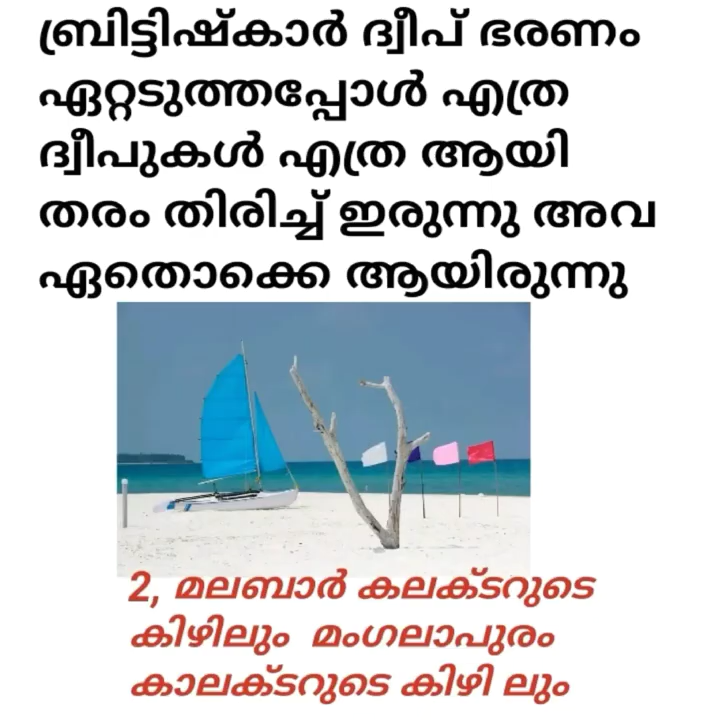 ബ്രിട്ടിഷ്കാർ ദ്വീപ് ഭരണം
ഏറ്റടുത്തപ്പോൾ എത്ര
ദ്വീപുകൾ എത്ര ആയി
തരം തിരിച്ച് ഇരുന്നു അവ
ഏതൊക്കെ ആയിരുന്നു
2, മലബാർ കലക്ടറുടെ
കിഴിലും മംഗലാപുരം
കാലക്ടറുടെ കിഴി ലും